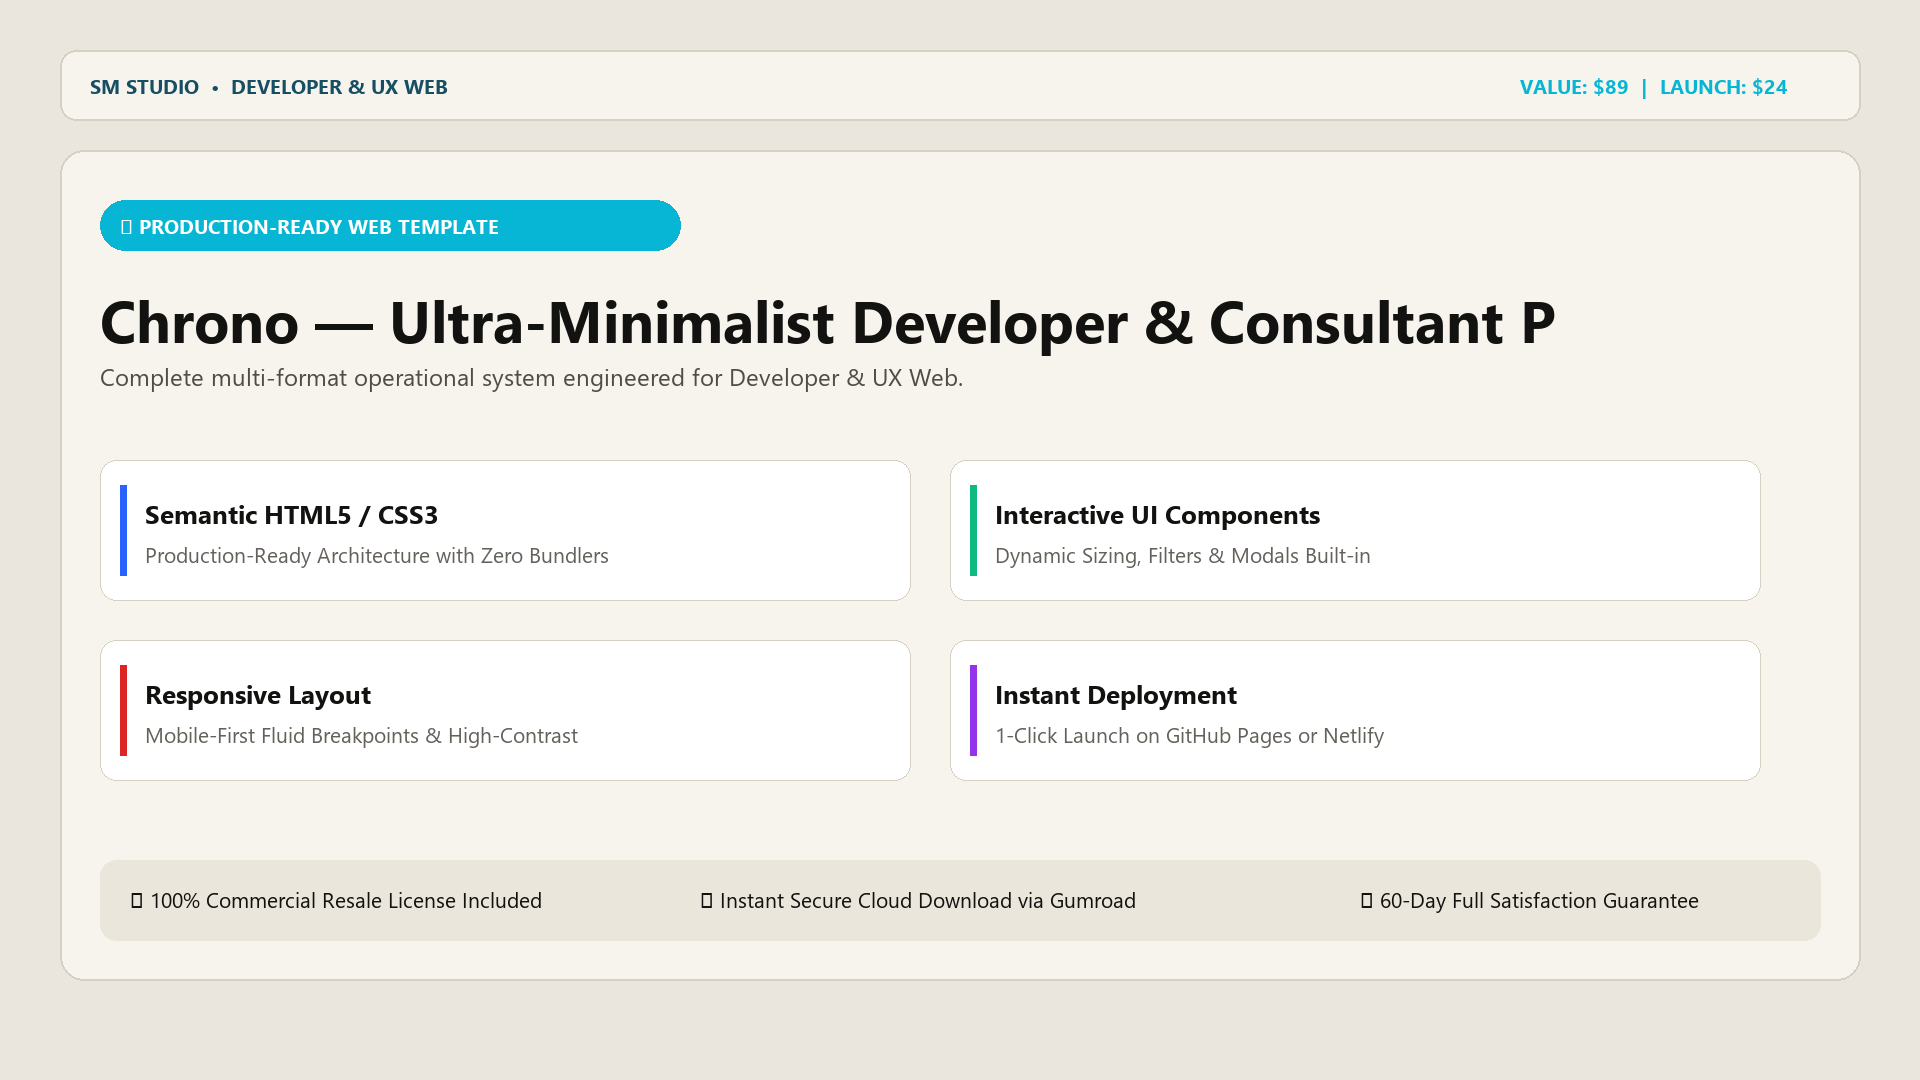 SM STUDIO • DEVELOPER & UX WEB
VALUE: $89 | LAUNCH: $24
▯ PRODUCTION-READY WEB TEMPLATE
Chrono — Ultra-Minimalist Developer & Consultant P
Complete multi-format operational system engineered for Developer & UX Web.
Semantic HTML5 / CSS3
Production-Ready Architecture with Zero Bundlers
Interactive UI Components
Dynamic Sizing, Filters & Modals Built-in
Responsive Layout
Mobile-First Fluid Breakpoints & High-Contrast
Instant Deployment
1-Click Launch on GitHub Pages or Netlify
▯ 100% Commercial Resale License Included
▯ Instant Secure Cloud Download via Gumroad
▯ 60-Day Full Satisfaction Guarantee